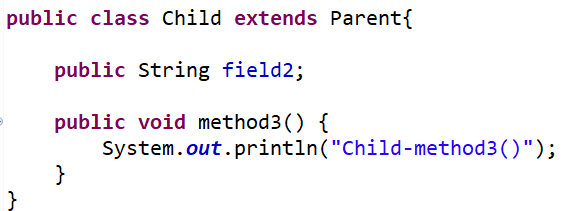 public class Child extends Parent{
public String field2;
public void method3() {
System.out.println("Child-method3()");
}
}